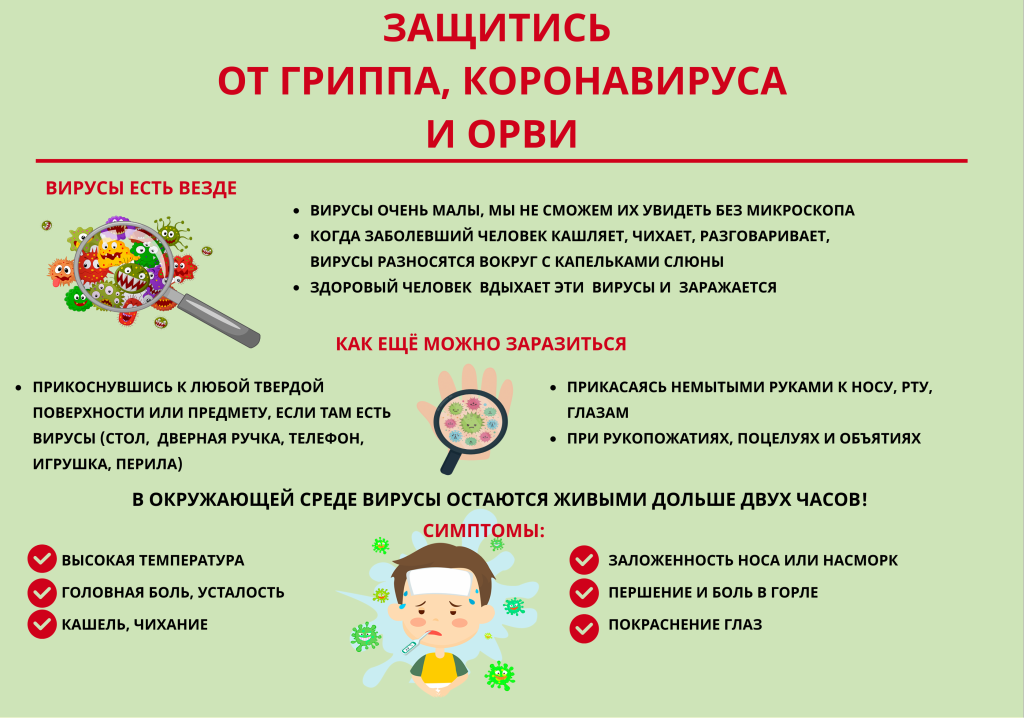 ЗАЩИТИСЬ
ОТ ГРИППА, КОРОНАВИРУСА
И ОРВИ
ВИРУСЫ ЕСТЬ ВЕЗДЕ
• ВИРУСЫ ОЧЕНЬ МАЛЫ, МЫ НЕ СМОЖЕМ ИХ УВИДЕТЬ БЕЗ МИКРОСКОПА
• КОГДА ЗАБОЛЕВШИЙ ЧЕЛОВЕК КАШЛЯЕТ, ЧИХАЕТ, РАЗГОВАРИВАЕТ,
ВИРУСЫ РАЗНОСЯТСЯ ВОКРУГ С КАПЕЛЬКАМИ СЛЮНЫ
• ЗДОРОВЫЙ ЧЕЛОВЕК ВДЫХАЕТ ЭТИ ВИРУСЫ И ЗАРАЖАЕТСЯ
КАК ЕЩЁ МОЖНО ЗАРАЗИТЬСЯ
• ПРИКОСНУВШИСЬ К ЛЮБОЙ ТВЕРДОЙ
ПОВЕРХНОСТИ ИЛИ ПРЕДМЕТУ, ЕСЛИ ТАМ ЕСТЬ
ВИРУСЫ (СТОЛ, ДВЕРНАЯ РУЧКА, ТЕЛЕФОН,
ИГРУШКА, ПЕРИЛА)
• ПРИКАСАЯСЬ НЕМЫТЫМИ РУКАМИ К НОСУ, РТУ,
ГЛАЗАМ
• ПРИ РУКОПОЖАТИЯХ, ПОЦЕЛУЯХ И ОБЪЯТИЯХ
В ОКРУЖАЮЩЕЙ СРЕДЕ ВИРУСЫ ОСТАЮТСЯ ЖИВЫМИ ДОЛЬШЕ ДВУХ ЧАСОВ!
СИМПТОМЫ:
ВЫСОКАЯ ТЕМПЕРАТУРА
ГОЛОВНАЯ БОЛЬ, УСТАЛОСТЬ
КАШЕЛЬ, ЧИХАНИЕ
ЗАЛОЖЕННОСТЬ НОСА ИЛИ НАСМОРК
ПЕРШЕНИЕ И БОЛЬ В ГОРЛЕ
ПОКРАСНЕНИЕ ГЛАЗ